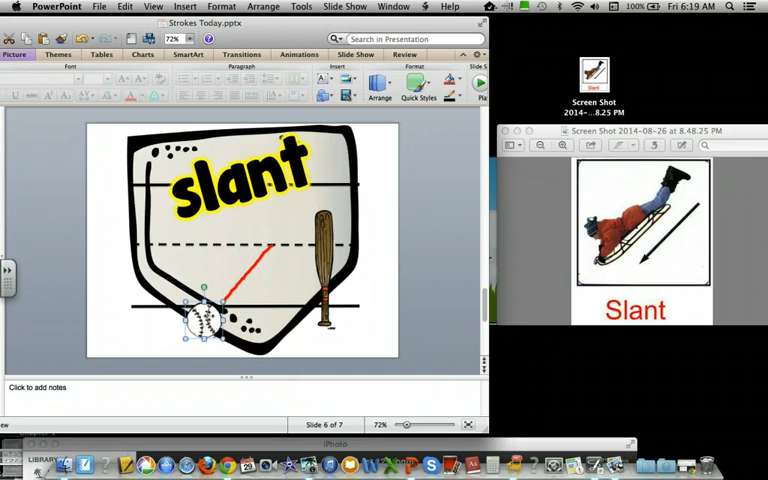 PowerPoint File Edit View Insert Format Arrange Tools Slide Show Window Help 100% Fri 6:19 AM
Strokes Today.pptx
72% Search in Presentation
Picture Themes Tables Charts SmartArt Transitions Animations Slide Show Review
Font Paragraph Insert Format Slide S
Arrange Quick Styles Pla
slant
Click to add notes
Slide 6 of 7 72%
Slant
Screen Shot
2014-...8.25 PM
Screen Shot 2014-08-26 at 8.48.25 PM
Slant
iPhoto
LIBRARY